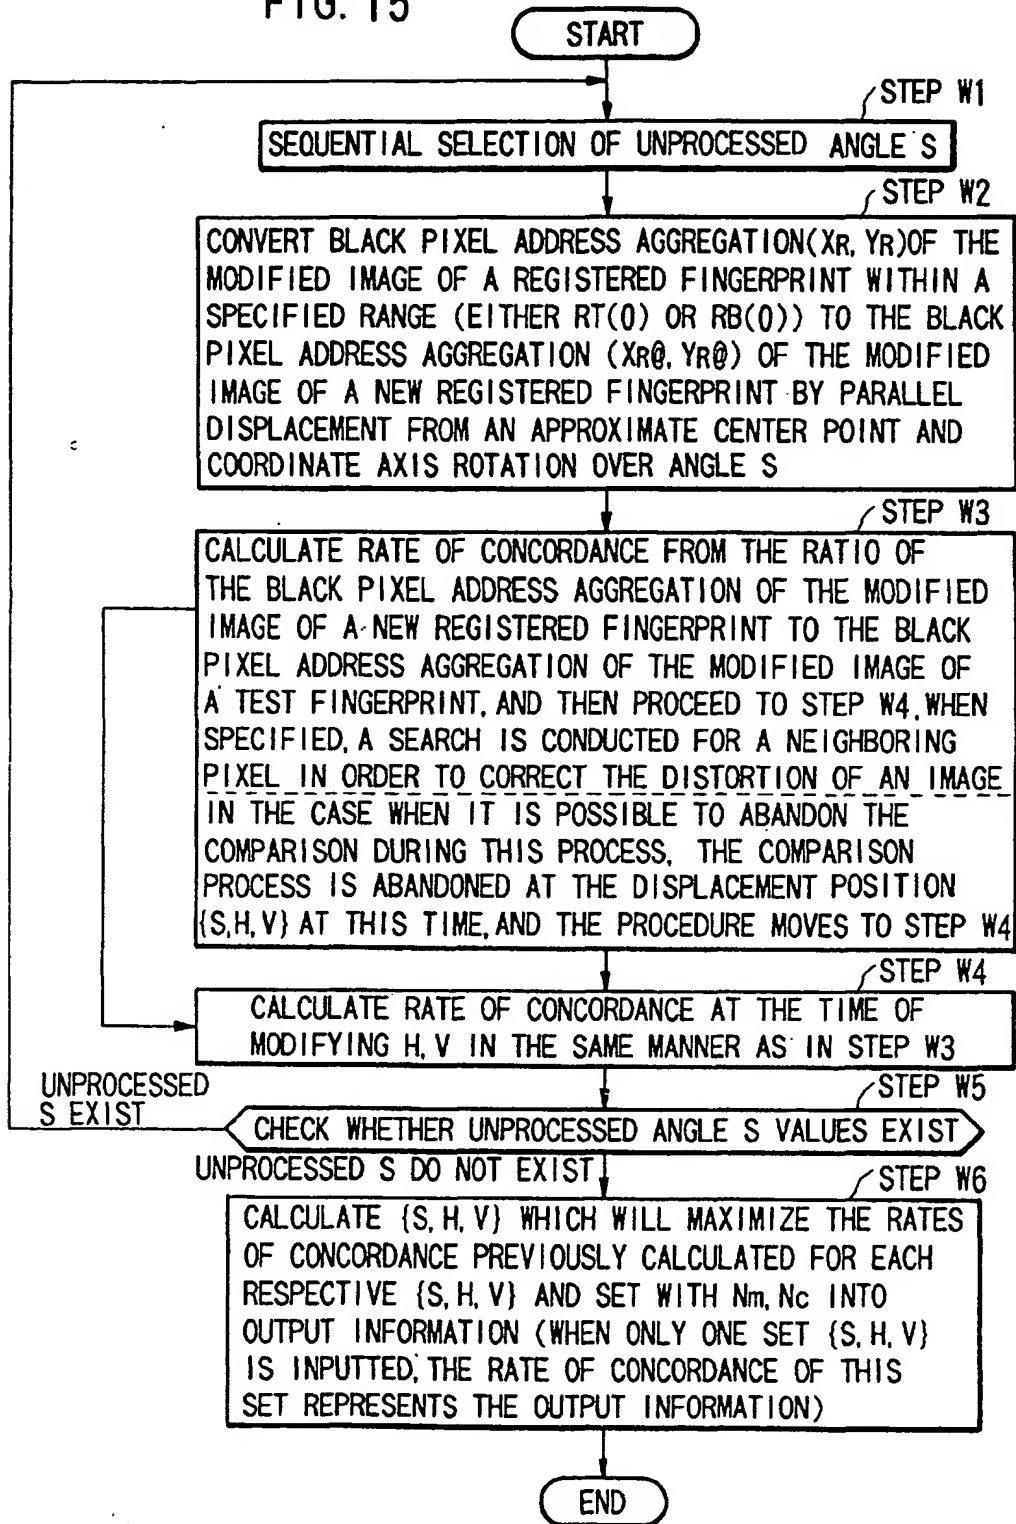 FIG. 15
START
STEP W1
SEQUENTIAL SELECTION OF UNPROCESSED ANGLE S
STEP W2
CONVERT BLACK PIXEL ADDRESS AGGREGATION(XR, YR)OF THE
MODIFIED IMAGE OF A REGISTERED FINGERPRINT WITHIN A
SPECIFIED RANGE (EITHER RT(0) OR RB(0)) TO THE BLACK
PIXEL ADDRESS AGGREGATION (XR@, YR@) OF THE MODIFIED
IMAGE OF A NEW REGISTERED FINGERPRINT BY PARALLEL
DISPLACEMENT FROM AN APPROXIMATE CENTER POINT AND
COORDINATE AXIS ROTATION OVER ANGLE S
STEP W3
CALCULATE RATE OF CONCORDANCE FROM THE RATIO OF
THE BLACK PIXEL ADDRESS AGGREGATION OF THE MODIFIED
IMAGE OF A NEW REGISTERED FINGERPRINT TO THE BLACK
PIXEL ADDRESS AGGREGATION OF THE MODIFIED IMAGE OF
A TEST FINGERPRINT, AND THEN PROCEED TO STEP W4, WHEN
SPECIFIED, A SEARCH IS CONDUCTED FOR A NEIGHBORING
PIXEL IN ORDER TO CORRECT THE DISTORTION OF AN IMAGE
IN THE CASE WHEN IT IS POSSIBLE TO ABANDON THE
COMPARISON DURING THIS PROCESS, THE COMPARISON
PROCESS IS ABANDONED AT THE DISPLACEMENT POSITION
{S, H, V} AT THIS TIME, AND THE PROCEDURE MOVES TO STEP W4
STEP W4
CALCULATE RATE OF CONCORDANCE AT THE TIME OF
MODIFYING H, V IN THE SAME MANNER AS IN STEP W3
UNPROCESSED
S EXIST
STEP W5
CHECK WHETHER UNPROCESSED ANGLE S VALUES EXIST
UNPROCESSED S DO NOT EXIST
STEP W6
CALCULATE {S, H, V} WHICH WILL MAXIMIZE THE RATES
OF CONCORDANCE PREVIOUSLY CALCULATED FOR EACH
RESPECTIVE {S, H, V} AND SET WITH Nm, Nc INTO
OUTPUT INFORMATION (WHEN ONLY ONE SET {S, H, V}
IS INPUTTED, THE RATE OF CONCORDANCE OF THIS
SET REPRESENTS THE OUTPUT INFORMATION)
END